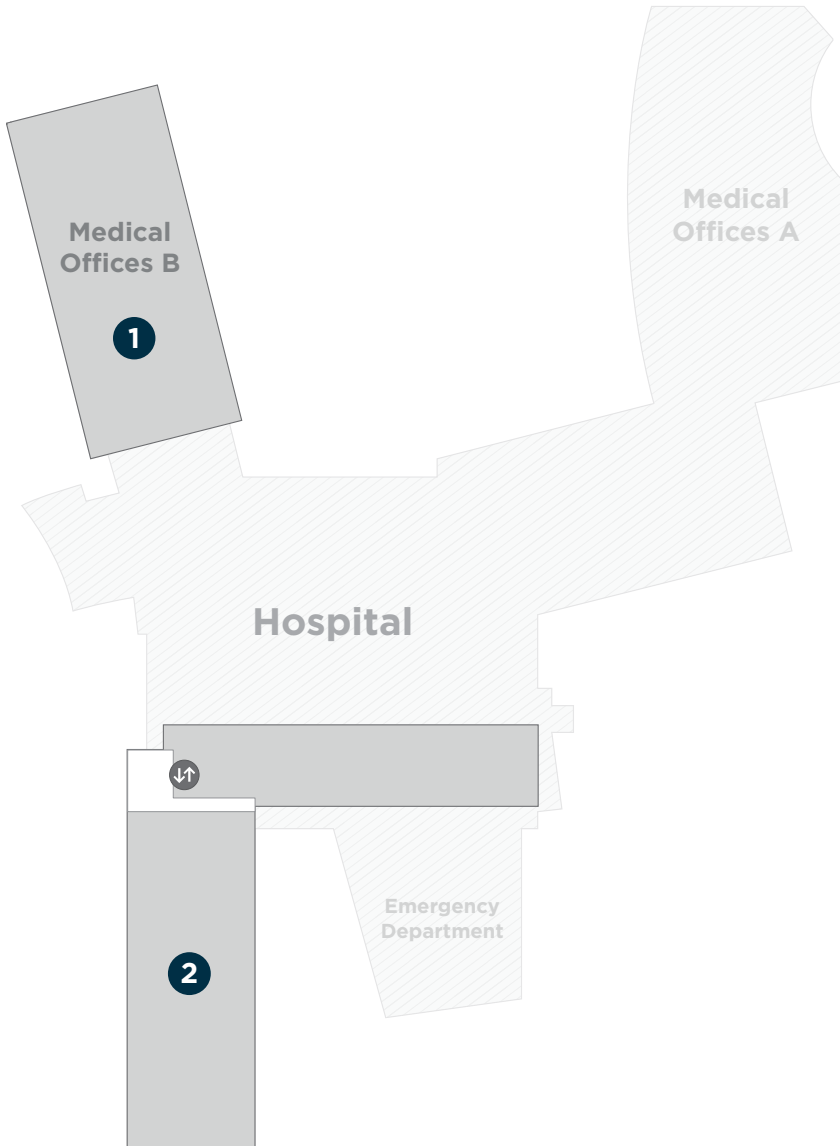 Medical
Offices A
Medical
Offices B
1
Hospital
Emergency
Department
2